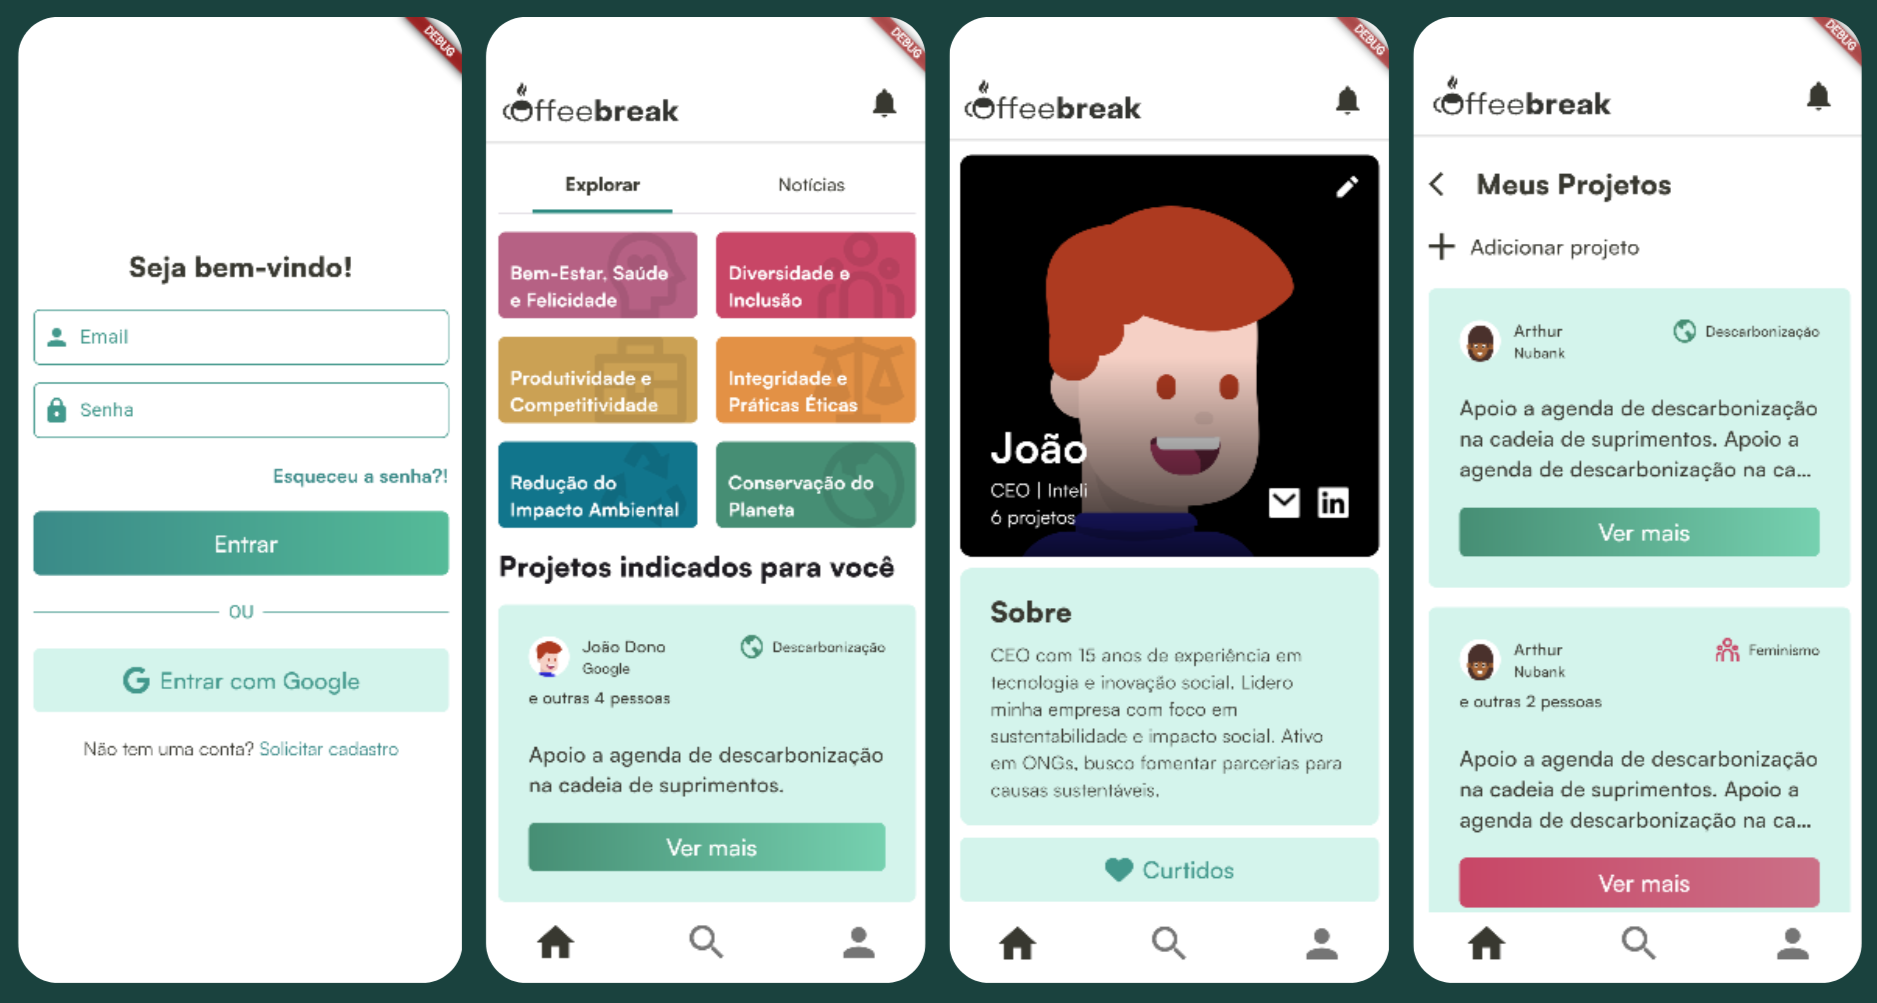 DEBUG
Seja bem-vindo!
Email
Senha
Esqueceu a senha?!
Entrar
OU
Entrar com Google
Não tem uma conta? Solicitar cadastro
DEBUG
coffeebreak
Explorar
Notícias
Bem-Estar, Saúde
e Felicidade
Diversidade e
Inclusão
Produtividade e
Competitividade
Integridade e
Práticas Éticas
Redução do
Impacto Ambiental
Conservação do
Planeta
Projetos indicados para você
João Dono
Google
Descarbonização
e outras 4 pessoas
Apoio a agenda de descarbonização
na cadeia de suprimentos.
Ver mais
DEBUG
coffeebreak
João
CEO | Inteli
6 projetos
in
Sobre
CEO com 15 anos de experiência em
tecnologia e inovação social. Lidero
minha empresa com foco em
sustentabilidade e impacto social. Ativo
em ONGs, busco fomentar parcerias para
causas sustentáveis.
Curtidos
DEBUG
coffeebreak
Meus Projetos
Adicionar projeto
Arthur
Nubank
Descarbonização
Apoio a agenda de descarbonização
na cadeia de suprimentos. Apoio a
agenda de descarbonização na ca...
Ver mais
Arthur
Nubank
Feminismo
e outras 2 pessoas
Apoio a agenda de descarbonização
na cadeia de suprimentos. Apoio a
agenda de descarbonização na ca...
Ver mais